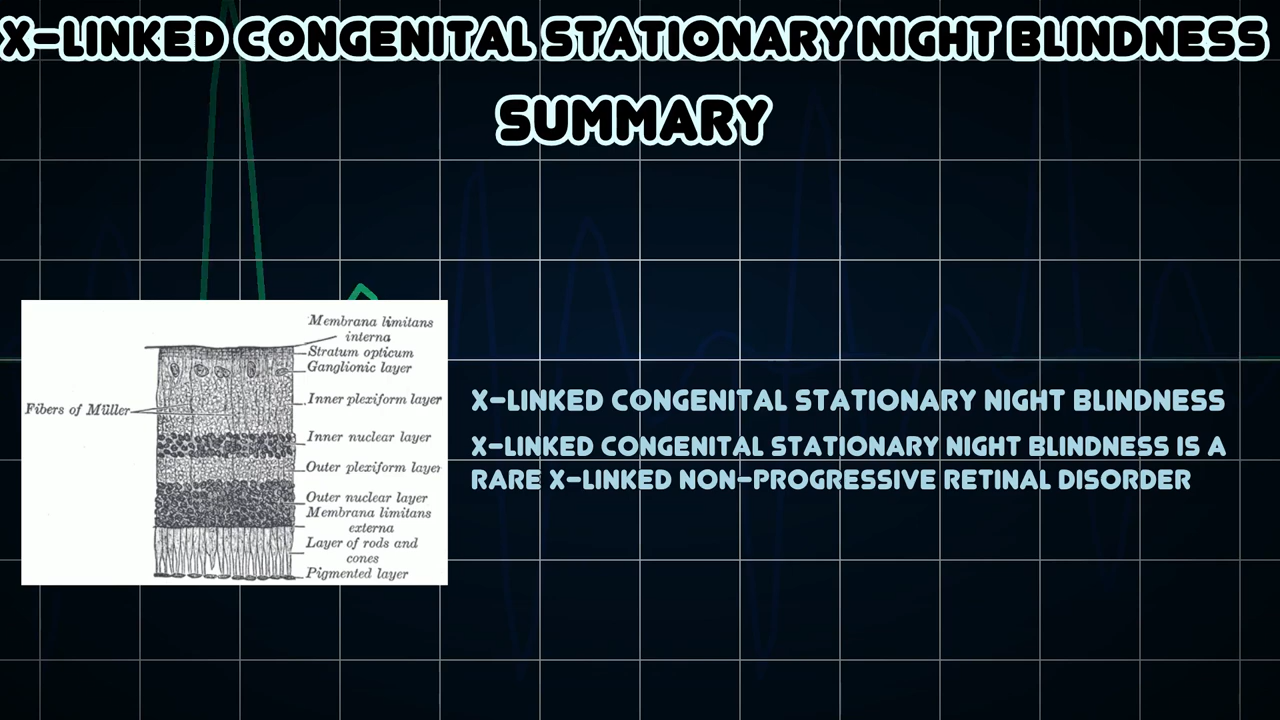 X-LINKED CONGENITAL STATIONARY NIGHT BLINDNESS
SUMMARY
Membrana limitans
interna
Stratum opticum
Ganglionic layer
Inner plexiform layer
Fibers of Müller
Inner nuclear layer
Outer plexiform layer
Outer nuclear layer
Membrana limitans
externa
Layer of rods and
cones
Pigmented layer
X-LINKED CONGENITAL STATIONARY NIGHT BLINDNESS
X-LINKED CONGENITAL STATIONARY NIGHT BLINDNESS IS A
RARE X-LINKED NON-PROGRESSIVE RETINAL DISORDER